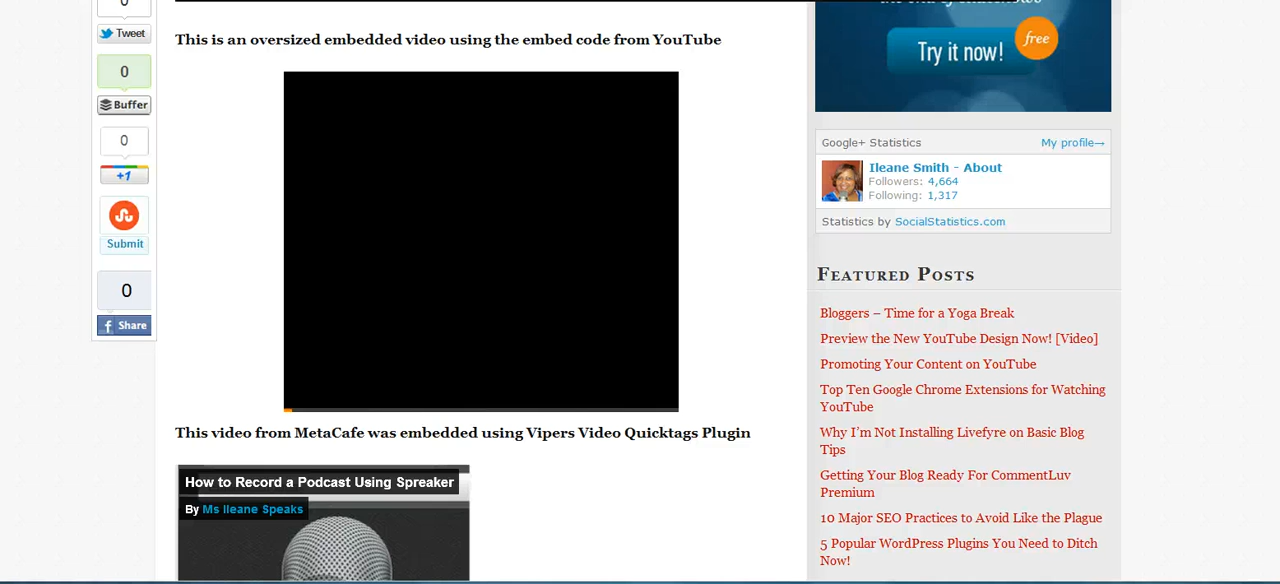 0
Tweet
0
Buffer
0
+1
Submit
0
f Share
This is an oversized embedded video using the embed code from YouTube
This video from MetaCafe was embedded using Vipers Video Quicktags Plugin
How to Record a Podcast Using Spreaker
By Ms Ileane Speaks
Try it now!
free
Google+ Statistics
My profile→
Ileane Smith - About
Followers: 4,664
Following: 1,317
Statistics by SocialStatistics.com
Featured Posts
Bloggers – Time for a Yoga Break
Preview the New YouTube Design Now! [Video]
Promoting Your Content on YouTube
Top Ten Google Chrome Extensions for Watching
YouTube
Why I’m Not Installing Livefyre on Basic Blog
Tips
Getting Your Blog Ready For CommentLuv
Premium
10 Major SEO Practices to Avoid Like the Plague
5 Popular WordPress Plugins You Need to Ditch
Now!